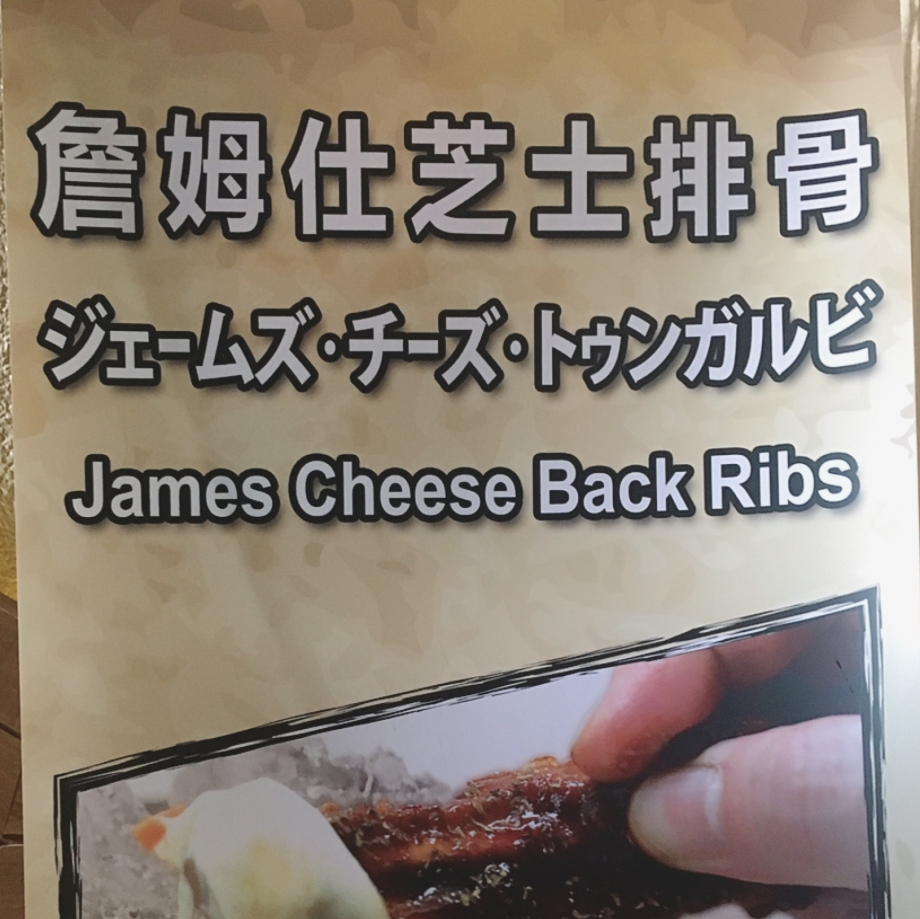 詹姆仕芝士排骨
ジェームズ·チーズ·トゥンガルビ
James Cheese Back Ribs